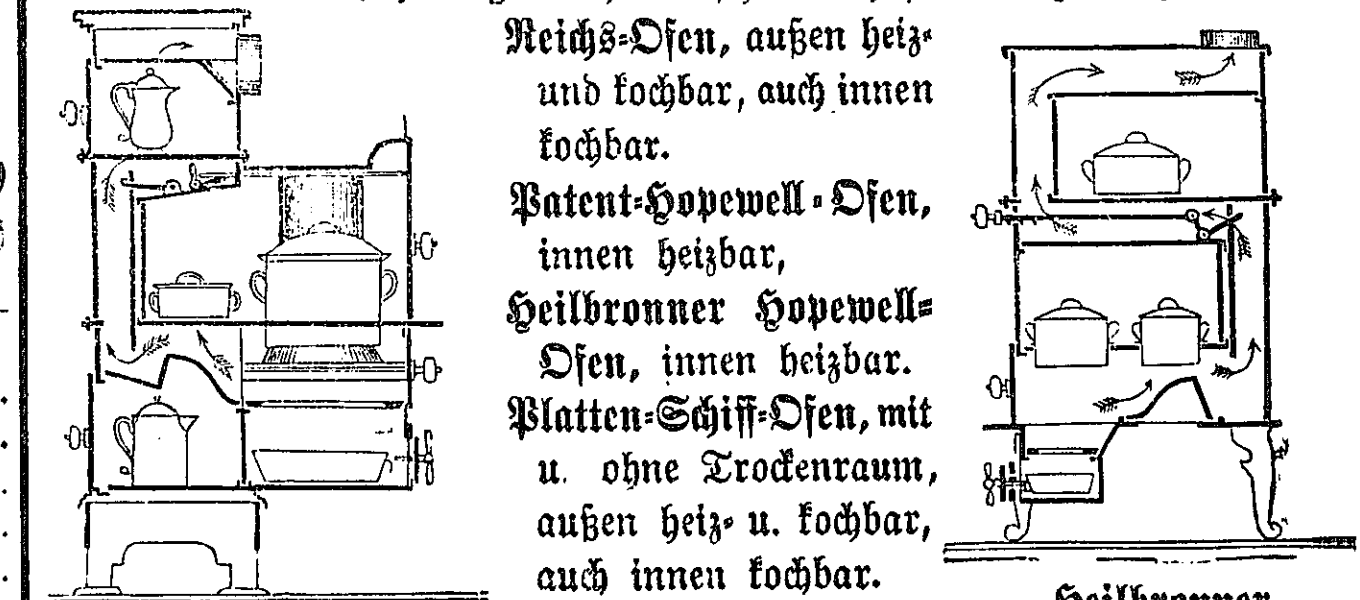 Reichs-Ofen, außen heiz-
und kochbar, auch innen
kochbar.
Patent-Hopewell-Ofen,
innen heizbar,
Heilbronner Hopewell-
Ofen, innen heizbar.
Platten-Schiff-Ofen, mit
u. ohne Trockenraum,
außen heiz- u. kochbar,
auch innen kochbar.
Heilbronner